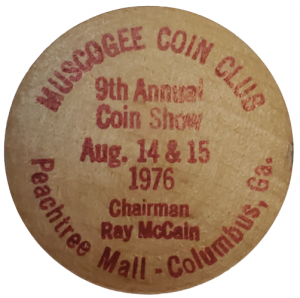 MUSCOGEE COIN CLUB
9th Annual
Coin Show
Aug. 14 & 15
1976
Chairman
Ray McCain
Peachtree Mall - Columbus, Ga.